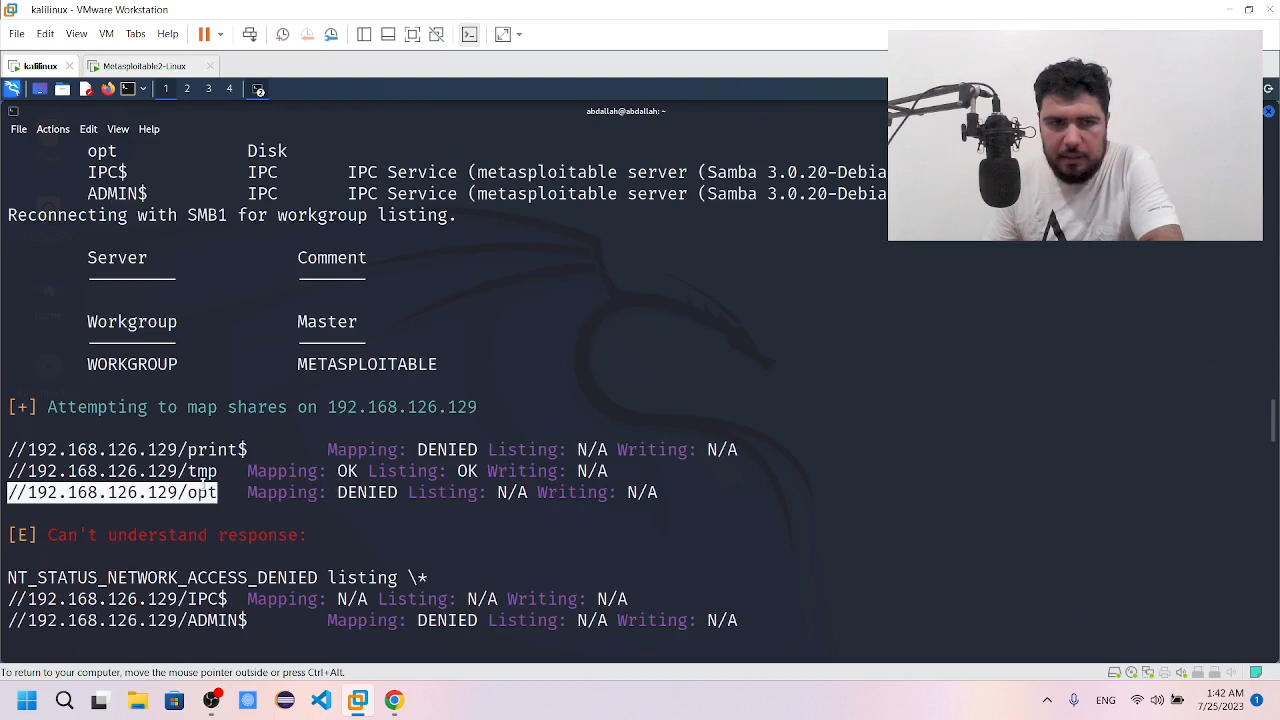 kalilinux - VMware Workstation
File Edit View VM Tabs Help
kalilinux Metasploitable2-Linux
1 2 3 4
abdallah@abdallah: ~
File Actions Edit View Help
opt Disk
IPC$ IPC IPC Service (metasploitable server (Samba 3.0.20-Debia
ADMIN$ IPC IPC Service (metasploitable server (Samba 3.0.20-Debia
Reconnecting with SMB1 for workgroup listing.
Server Comment
Workgroup Master
WORKGROUP METASPLOITABLE
[+] Attempting to map shares on 192.168.126.129
//192.168.126.129/print$ Mapping: DENIED Listing: N/A Writing: N/A
//192.168.126.129/tmp Mapping: OK Listing: OK Writing: N/A
//192.168.126.129/opt Mapping: DENIED Listing: N/A Writing: N/A
[E] Can't understand response:
NT_STATUS_NETWORK_ACCESS_DENIED listing \*
//192.168.126.129/IPC$ Mapping: N/A Listing: N/A Writing: N/A
//192.168.126.129/ADMIN$ Mapping: DENIED Listing: N/A Writing: N/A
To return to your computer, move the mouse pointer outside or press Ctrl+Alt.
ENG
1:42 AM
7/25/2023
1